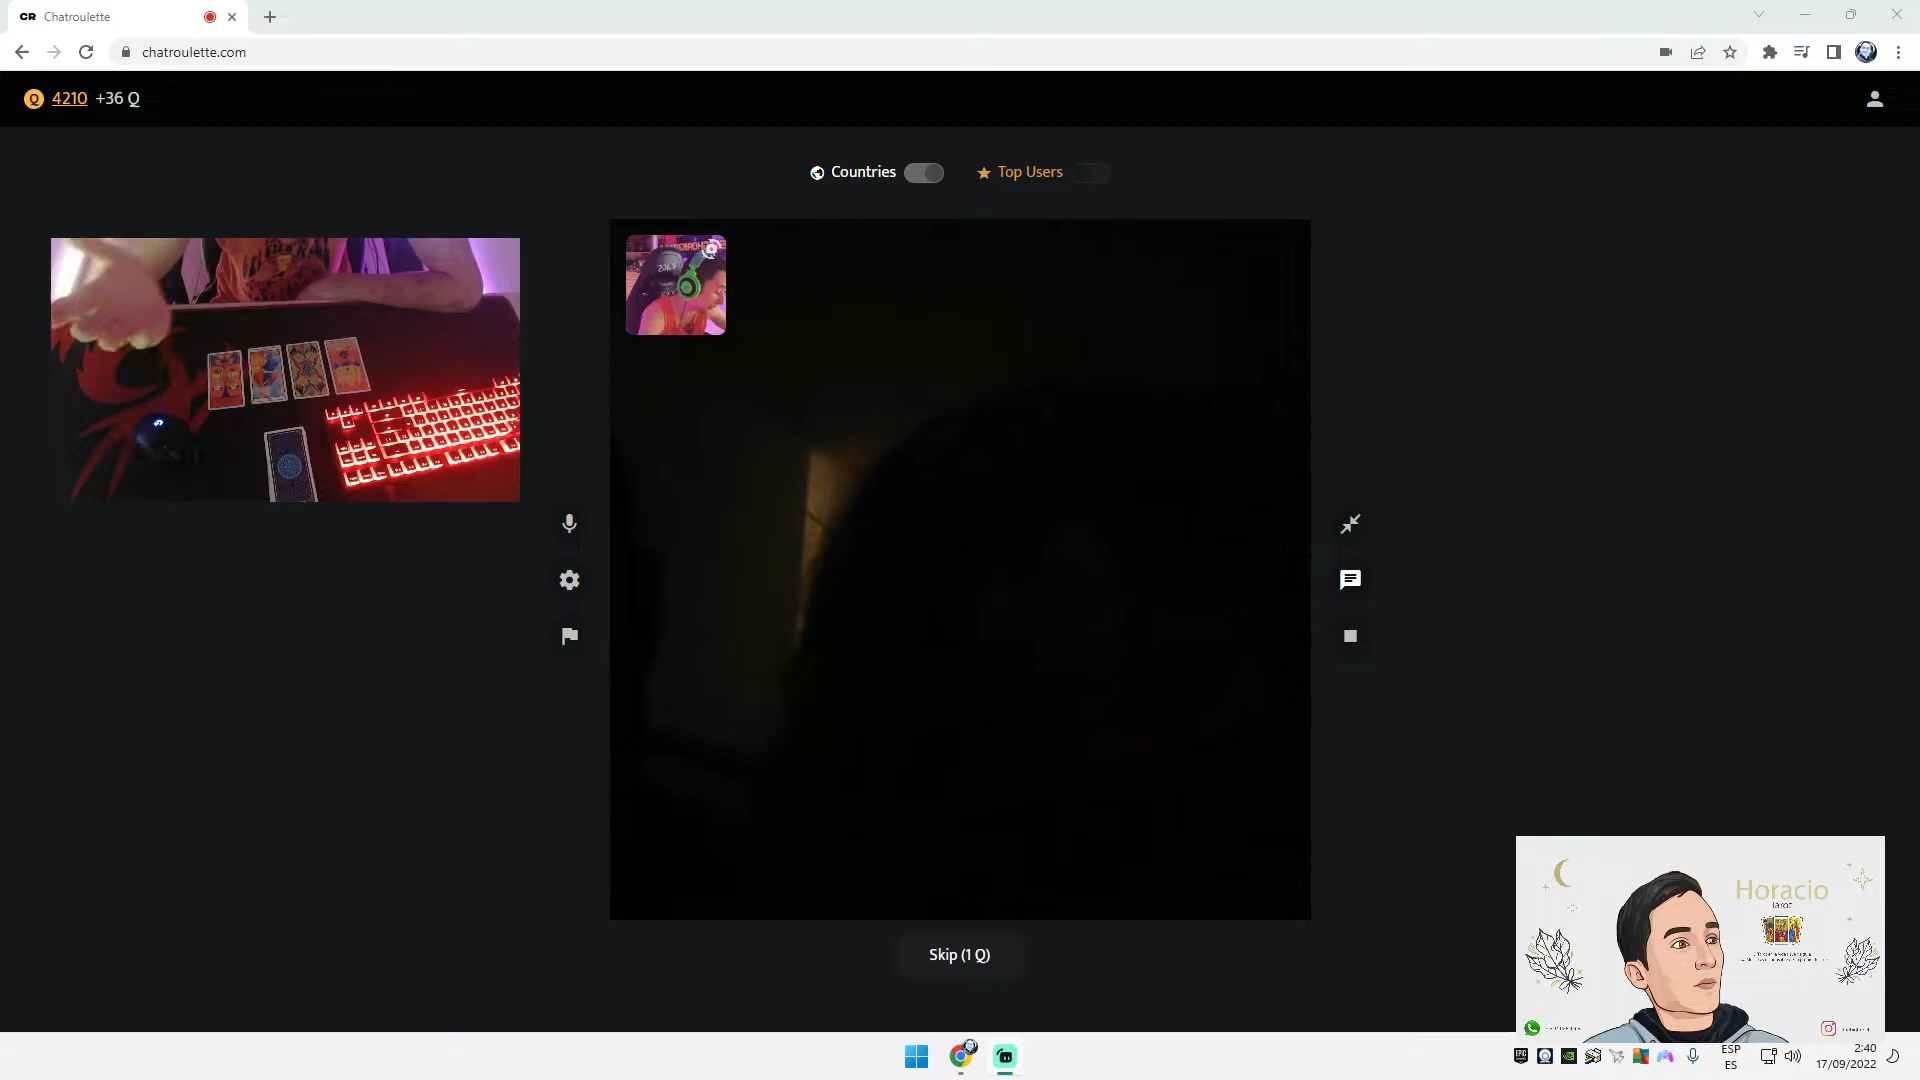 CR Chatroulette
chatroulette.com
Q 4210 +36 Q
Countries
Top Users
Skip (1 Q)
Horacio
Tarot
ESP
ES
2:40
17/09/2022